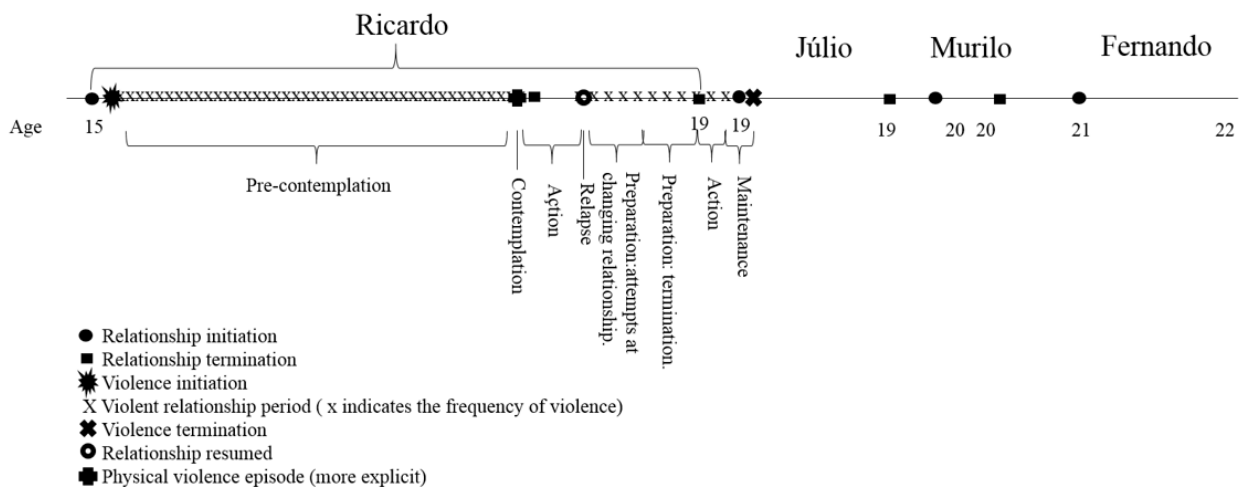 Ricardo
Júlio
Murilo
Fernando
XXXXXXXXXXXXXXXXXXXXXXXXXXXXXXXXXXXXXXXXX
X X X X X X X X X X
Age
15
19
19
19
20
20
21
22
Pre-contemplation
Contemplation
Action
Relapse
Preparation:attempts at
changing relationship.
Preparation: termination.
Action
Maintenance
Relationship initiation
Relationship termination
Violence initiation
X Violent relationship period ( x indicates the frequency of violence)
Violence termination
Relationship resumed
Physical violence episode (more explicit)